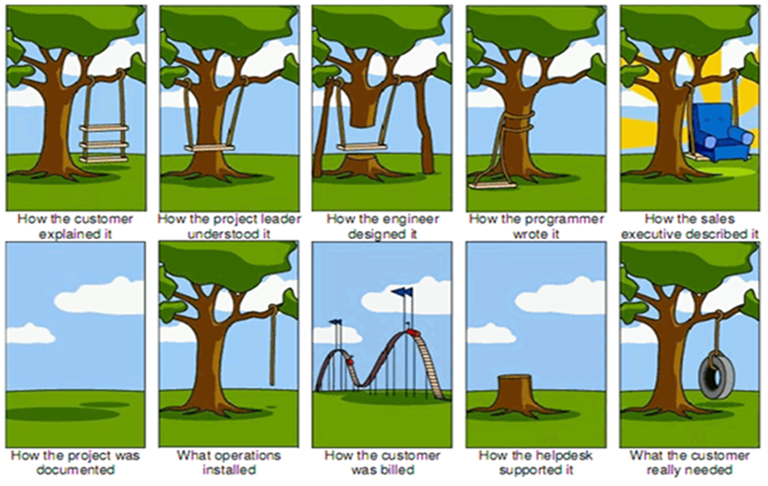 How the customer
explained it
How the project leader
understood it
How the engineer
designed it
How the programmer
wrote it
How the sales
executive described it
How the project was
documented
What operations
installed
How the customer
was billed
How the helpdesk
supported it
What the customer
really needed